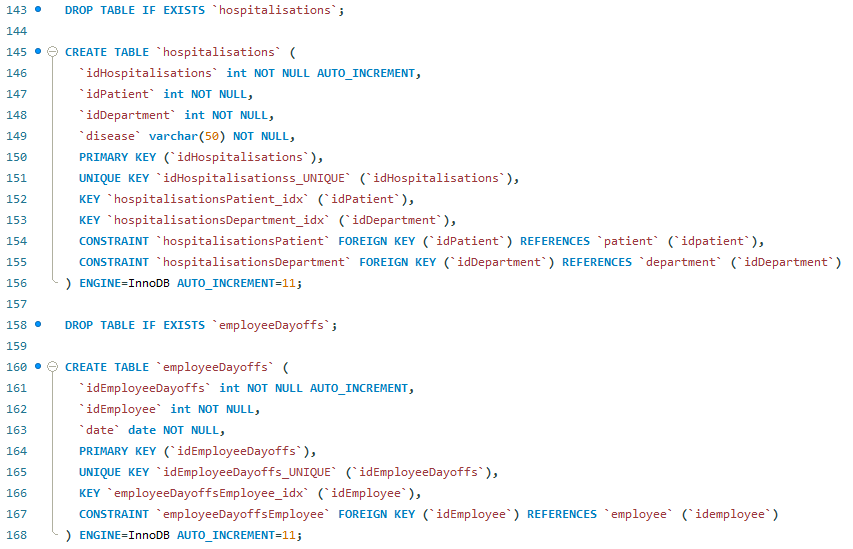 143 DROP TABLE IF EXISTS `hospitalisations`;
144
145 CREATE TABLE `hospitalisations` (
146 `idHospitalisations` int NOT NULL AUTO_INCREMENT,
147 `idPatient` int NOT NULL,
148 `idDepartment` int NOT NULL,
149 `disease` varchar(50) NOT NULL,
150 PRIMARY KEY (`idHospitalisations`),
151 UNIQUE KEY `idHospitalisationss_UNIQUE` (`idHospitalisations`),
152 KEY `hospitalisationsPatient_idx` (`idPatient`),
153 KEY `hospitalisationsDepartment_idx` (`idDepartment`),
154 CONSTRAINT `hospitalisationsPatient` FOREIGN KEY (`idPatient`) REFERENCES `patient` (`idpatient`),
155 CONSTRAINT `hospitalisationsDepartment` FOREIGN KEY (`idDepartment`) REFERENCES `department` (`idDepartment`)
156 ) ENGINE=InnoDB AUTO_INCREMENT=11;
157
158 DROP TABLE IF EXISTS `employeeDayoffs`;
159
160 CREATE TABLE `employeeDayoffs` (
161 `idEmployeeDayoffs` int NOT NULL AUTO_INCREMENT,
162 `idEmployee` int NOT NULL,
163 `date` date NOT NULL,
164 PRIMARY KEY (`idEmployeeDayoffs`),
165 UNIQUE KEY `idEmployeeDayoffs_UNIQUE` (`idEmployeeDayoffs`),
166 KEY `employeeDayoffsEmployee_idx` (`idEmployee`),
167 CONSTRAINT `employeeDayoffsEmployee` FOREIGN KEY (`idEmployee`) REFERENCES `employee` (`idemployee`)
168 ) ENGINE=InnoDB AUTO_INCREMENT=11;